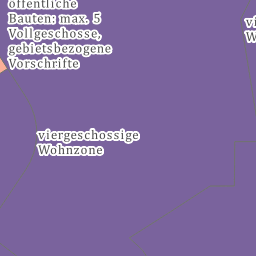 öffentliche
Bauten: max. 5
Vollgeschosse,
gebietsbezogene
Vorschrifte
viergeschossige
Wohnzone